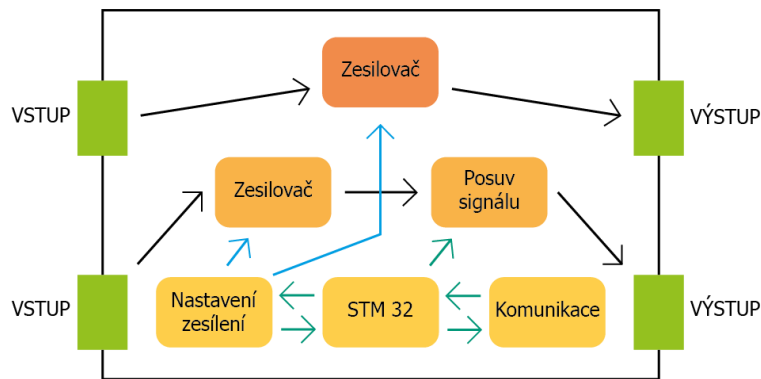 Zesilovač
VSTUP
VÝSTUP
Zesilovač
Posuv
signálu
VSTUP
Nastavení
zesílení
STM 32
Komunikace
VÝSTUP